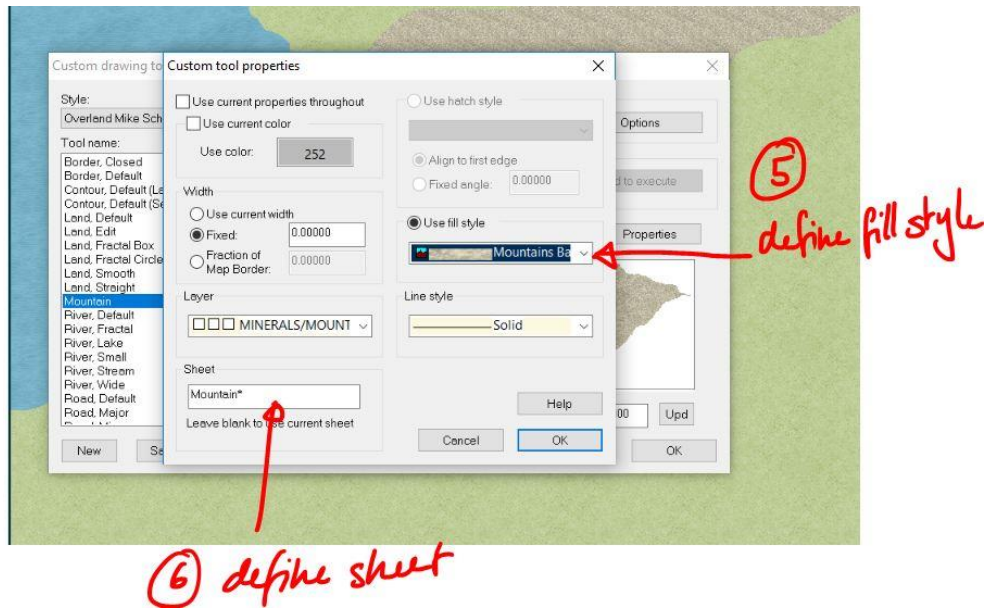 Custom drawing to
Custom tool properties
Style:
Overland Mike Sch
Tool name:
Border, Closed
Border, Default
Contour, Default (La
Contour, Default (Se
Land, Default
Land, Edit
Land, Fractal Box
Land, Fractal Circle
Land, Smooth
Land, Straight
Mountain
River, Default
River, Fractal
River, Lake
River, Small
River, Stream
River, Wide
Road, Default
Road, Major
New
Sa
Use current properties throughout
Use current color
Use color:
252
Width
Use current width
Fixed:
0.00000
Fraction of
Map Border:
0.00000
Layer
MINERALS/MOUNT
Sheet
Mountain*
Leave blank to use current sheet
Use hatch style
Align to first edge
Fixed angle:
0.00000
Use fill style
Mountains Ba
Line style
Solid
Help
Cancel
OK
Options
d to execute
Properties
00
Upd
OK
5
define fill style
6 define sheet